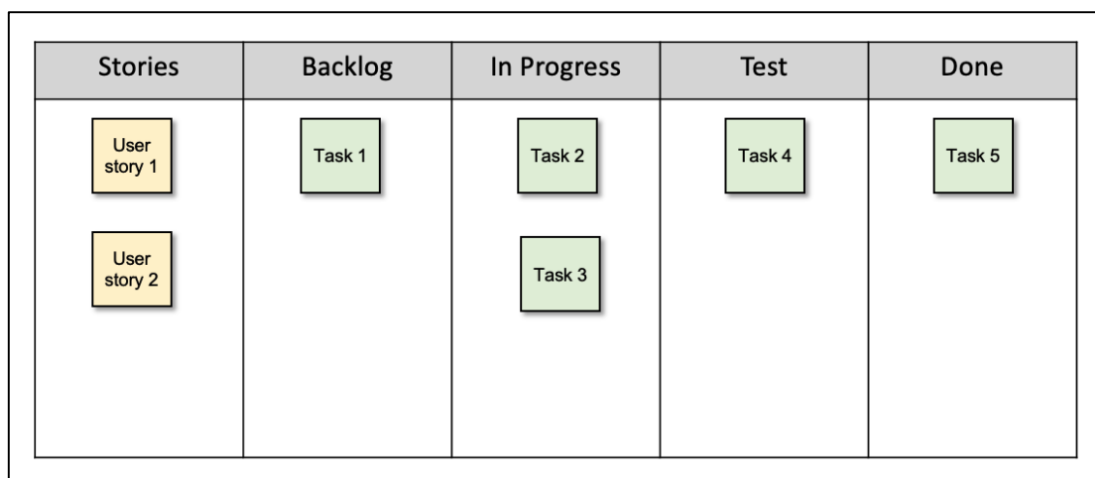 Stories Backlog In Progress Test Done
User
story 1
Task 1
Task 2
Task 4
Task 5
User
story 2
Task 3